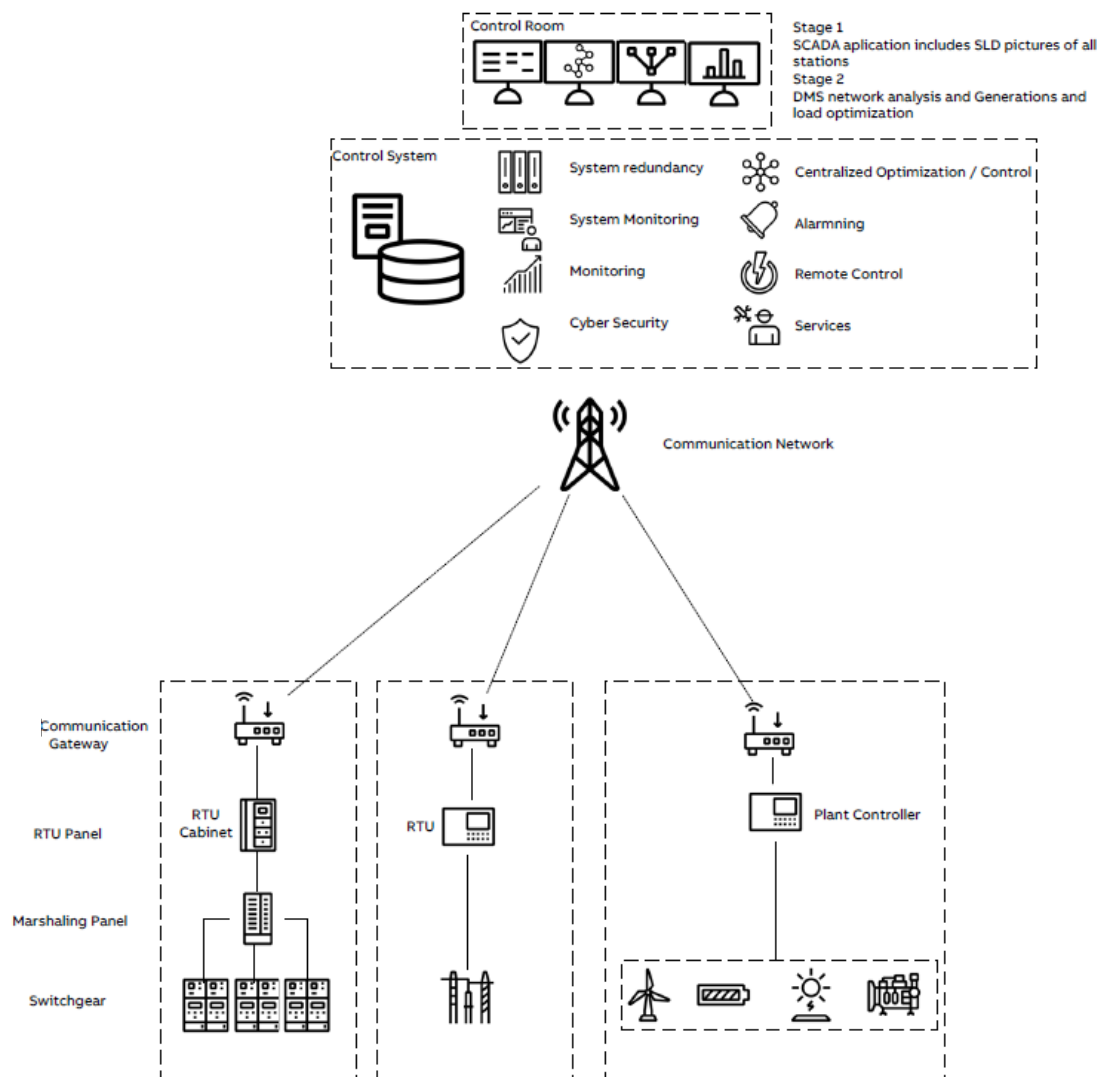 Control Room
Stage 1
SCADA aplication includes SLD pictures of all
stations
Stage 2
DMS network analysis and Generations and
load optimization
Control System
System redundancy
Centralized Optimization / Control
System Monitoring
Alarmning
Monitoring
Remote Control
Cyber Security
Services
Communication Network
Communication
Gateway
RTU Panel
RTU
Cabinet
RTU
Plant Controller
Marshaling Panel
Switchgear